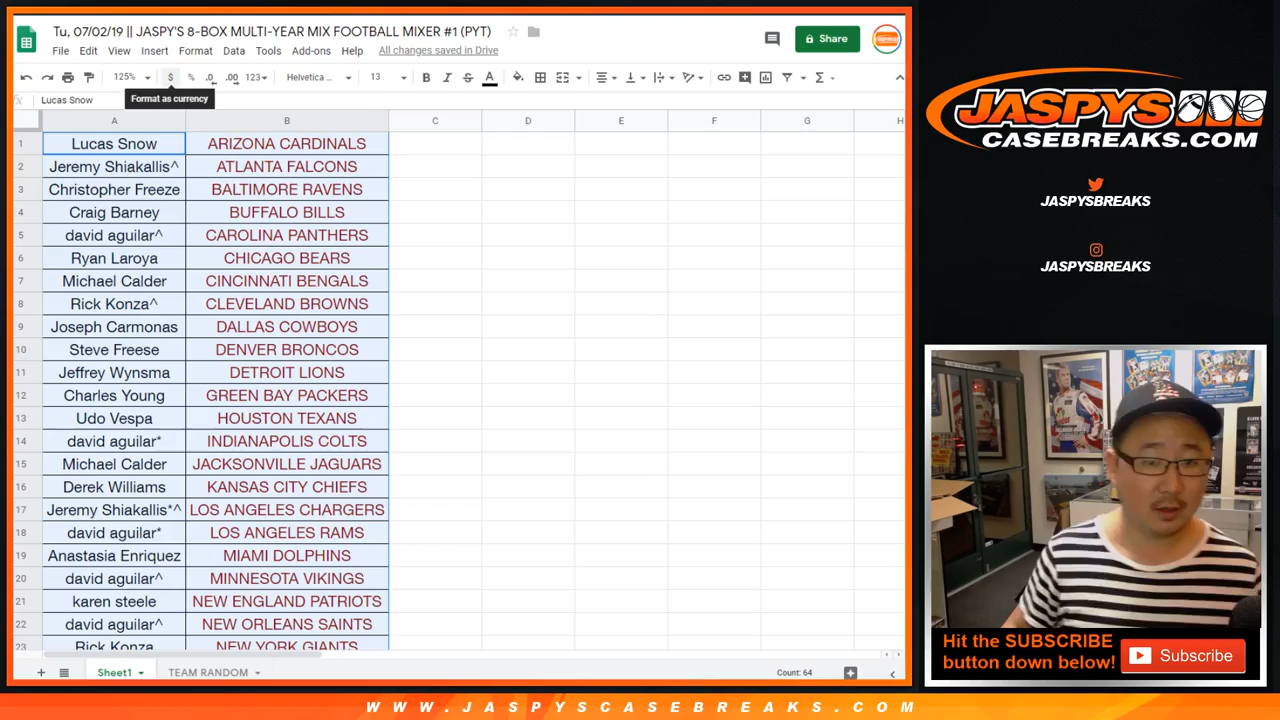 Tu, 07/02/19 || JASPY'S 8-BOX MULTI-YEAR MIX FOOTBALL MIXER #1 (PYT)
File Edit View Insert Format Data Tools Add-ons Help All changes saved in Drive
Share
125% $ % .0 .00 123 Helvetica ... 13 B I S A
Lucas Snow
Format as currency
A B C D E F G H
1 Lucas Snow ARIZONA CARDINALS
2 Jeremy Shiakallis^ ATLANTA FALCONS
3 Christopher Freeze BALTIMORE RAVENS
4 Craig Barney BUFFALO BILLS
5 david aguilar^ CAROLINA PANTHERS
6 Ryan Laroya CHICAGO BEARS
7 Michael Calder CINCINNATI BENGALS
8 Rick Konza^ CLEVELAND BROWNS
9 Joseph Carmonas DALLAS COWBOYS
10 Steve Freese DENVER BRONCOS
11 Jeffrey Wynsma DETROIT LIONS
12 Charles Young GREEN BAY PACKERS
13 Udo Vespa HOUSTON TEXANS
14 david aguilar* INDIANAPOLIS COLTS
15 Michael Calder JACKSONVILLE JAGUARS
16 Derek Williams KANSAS CITY CHIEFS
17 Jeremy Shiakallis*^ LOS ANGELES CHARGERS
18 david aguilar* LOS ANGELES RAMS
19 Anastasia Enriquez MIAMI DOLPHINS
20 david aguilar^ MINNESOTA VIKINGS
21 karen steele NEW ENGLAND PATRIOTS
22 david aguilar^ NEW ORLEANS SAINTS
23 Rick Konza NEW YORK GIANTS
Sheet1 TEAM RANDOM Count: 64
JASPYS
CASEBREAKS.COM
JASPYSBREAKS
JASPYSBREAKS
Hit the SUBSCRIBE
button down below!
Subscribe
WWW.JASPYSCASEBREAKS.COM